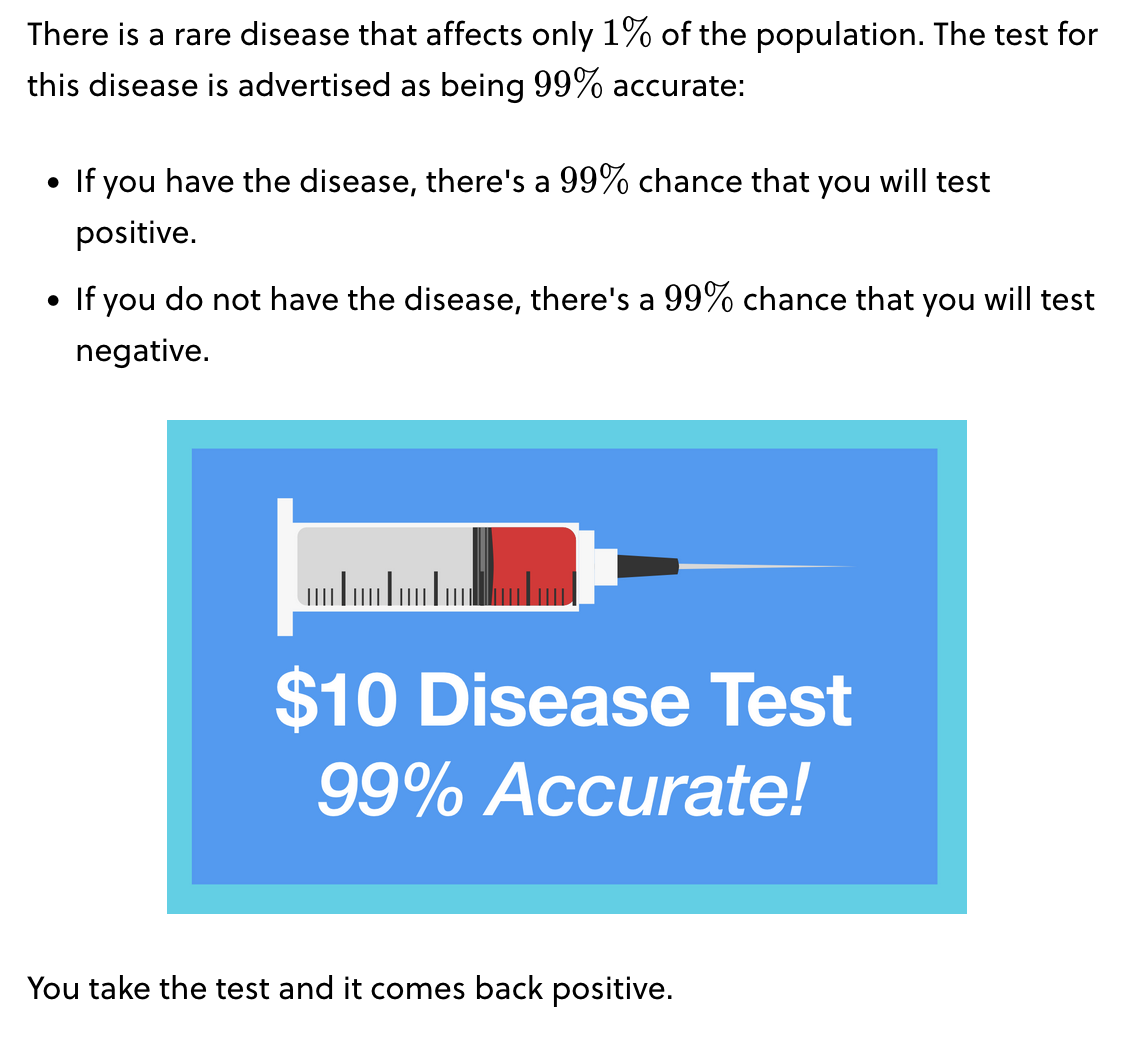 There is a rare disease that affects only 1% of the population. The test for
this disease is advertised as being 99% accurate:
• If you have the disease, there's a 99% chance that you will test
positive.
• If you do not have the disease, there's a 99% chance that you will test
negative.
$10 Disease Test
99% Accurate!
You take the test and it comes back positive.